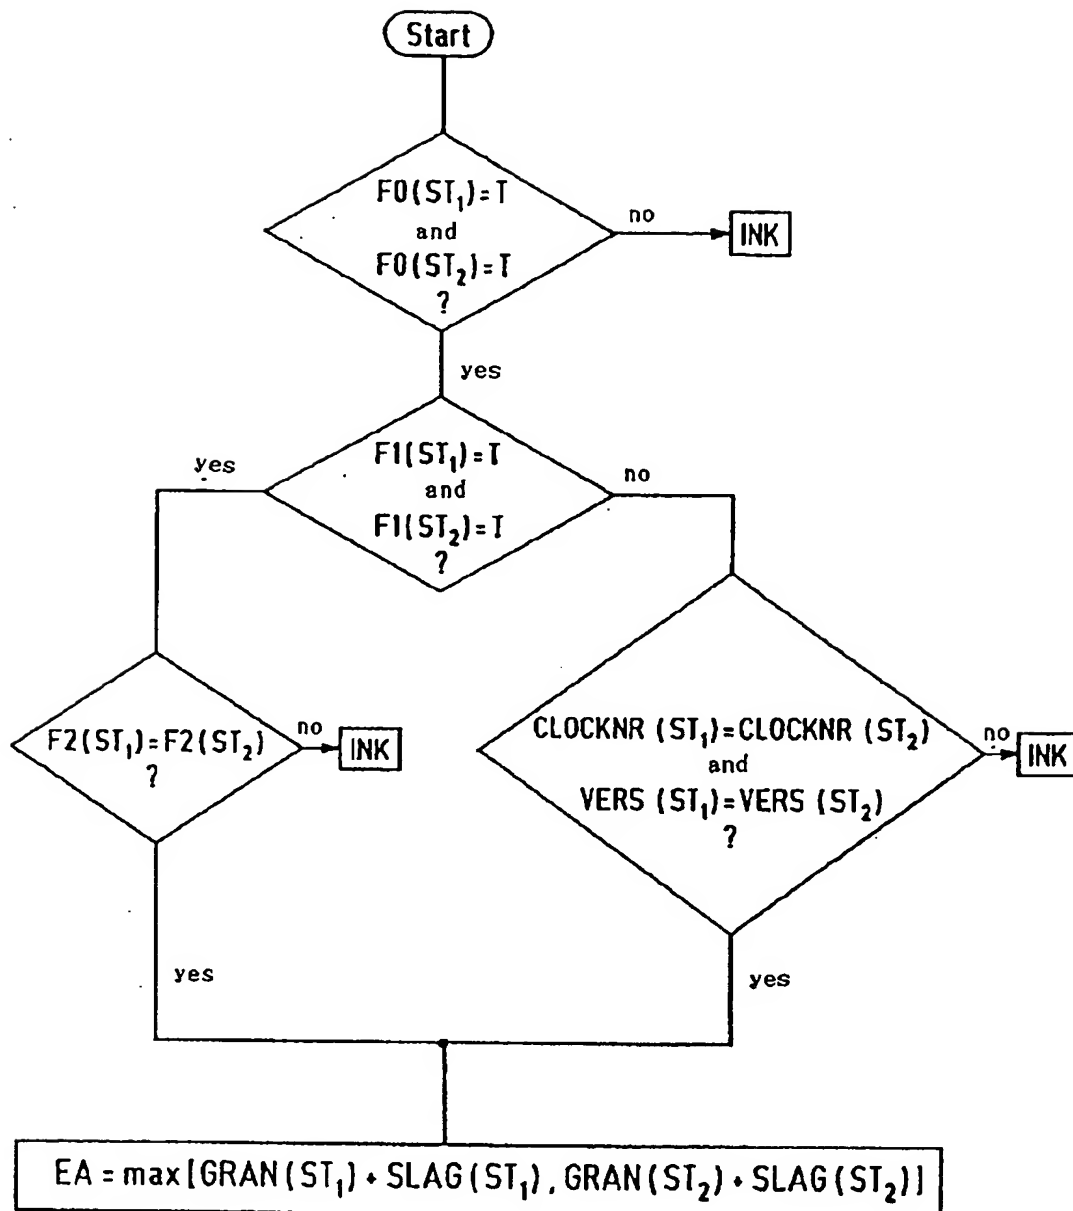 Start
F0(ST₁)=T
and
F0(ST₂)=T
?
no
INK
yes
F1(ST₁)=T
and
F1(ST₂)=T
?
yes
no
F2(ST₁)=F2(ST₂)
?
no
INK
CLOCKNR (ST₁)=CLOCKNR (ST₂)
and
VERS (ST₁)=VERS (ST₂)
?
no
INK
yes
yes
EA = max[GRAN(ST₁) + SLAG(ST₁), GRAN(ST₂) + SLAG(ST₂)]